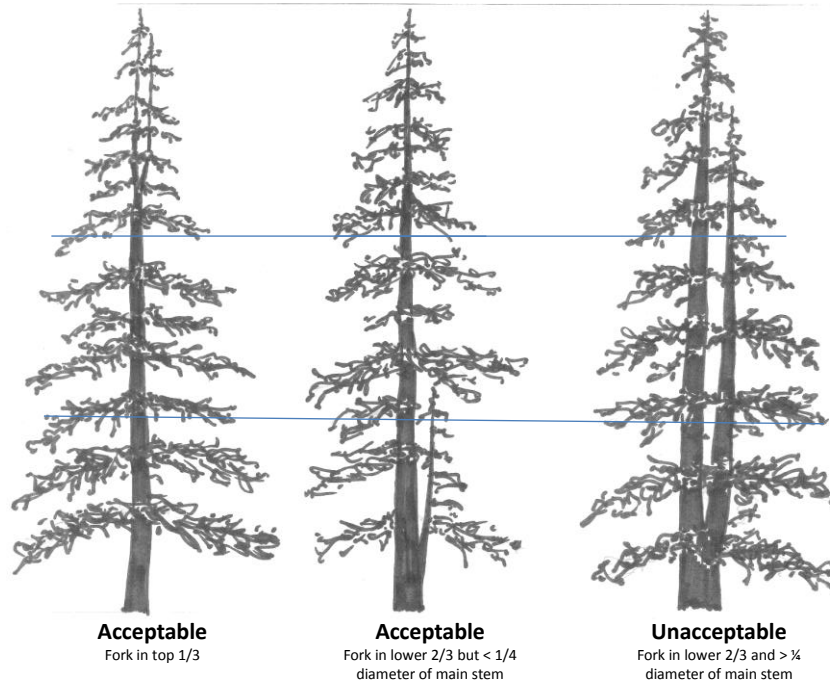 Acceptable
Fork in top 1/3
Acceptable
Fork in lower 2/3 but < 1/4
diameter of main stem
Unacceptable
Fork in lower 2/3 and > ¼
diameter of main stem